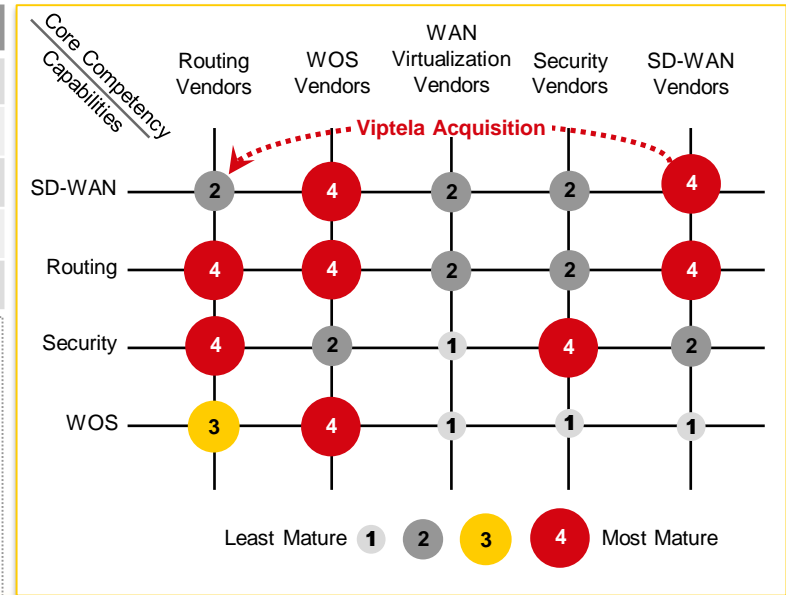 Core Competency
Capabilities
Routing
Vendors
WOS
Vendors
WAN
Virtualization
Vendors
Security
Vendors
SD-WAN
Vendors
Viptela Acquisition
SD-WAN 2 4 2 2 4
Routing 4 4 2 2 4
Security 4 2 1 4 2
WOS 3 4 1 1 1
Least Mature 1 2 3 4 Most Mature